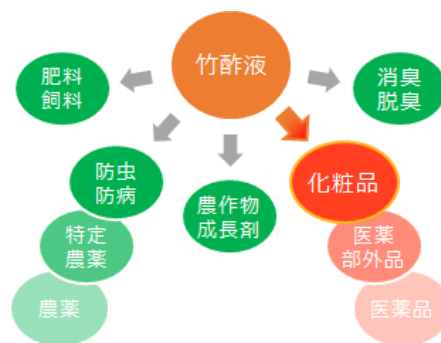 竹酢液
肥料
飼料
消臭
脱臭
防虫
防病
農作物
成長剤
化粧品
特定
農薬
医薬
部外品
農薬
医薬品